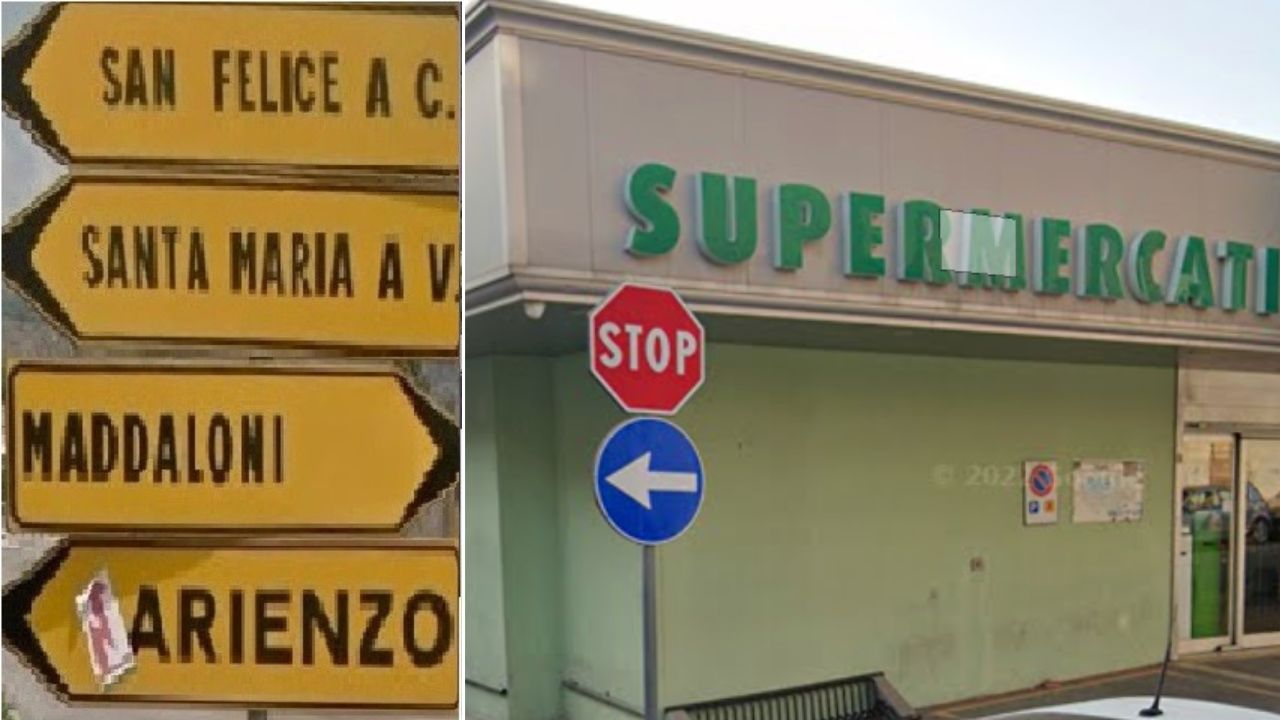 SAN FELICE A C.
SANTA MARIA A V.
MADDALONI
ARIENZO
SUPERMERCATI
STOP